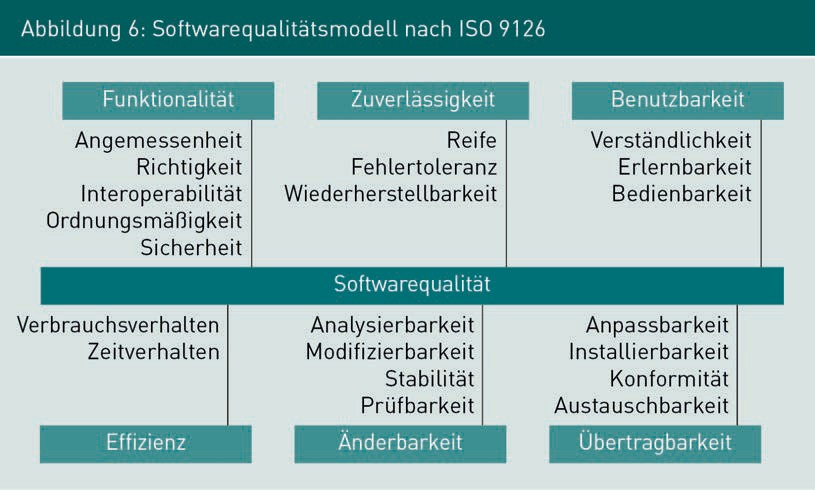 Abbildung 6: Softwarequalitätsmodell nach ISO 9126
Funktionalität
Angemessenheit
Richtigkeit
Interoperabilität
Ordnungsmäßigkeit
Sicherheit
Zuverlässigkeit
Reife
Fehlertoleranz
Wiederherstellbarkeit
Benutzbarkeit
Verständlichkeit
Erlernbarkeit
Bedienbarkeit
Softwarequalität
Verbrauchsverhalten
Zeitverhalten
Effizienz
Analysierbarkeit
Modifizierbarkeit
Stabilität
Prüfbarkeit
Änderbarkeit
Anpassbarkeit
Installierbarkeit
Konformität
Austauschbarkeit
Übertragbarkeit